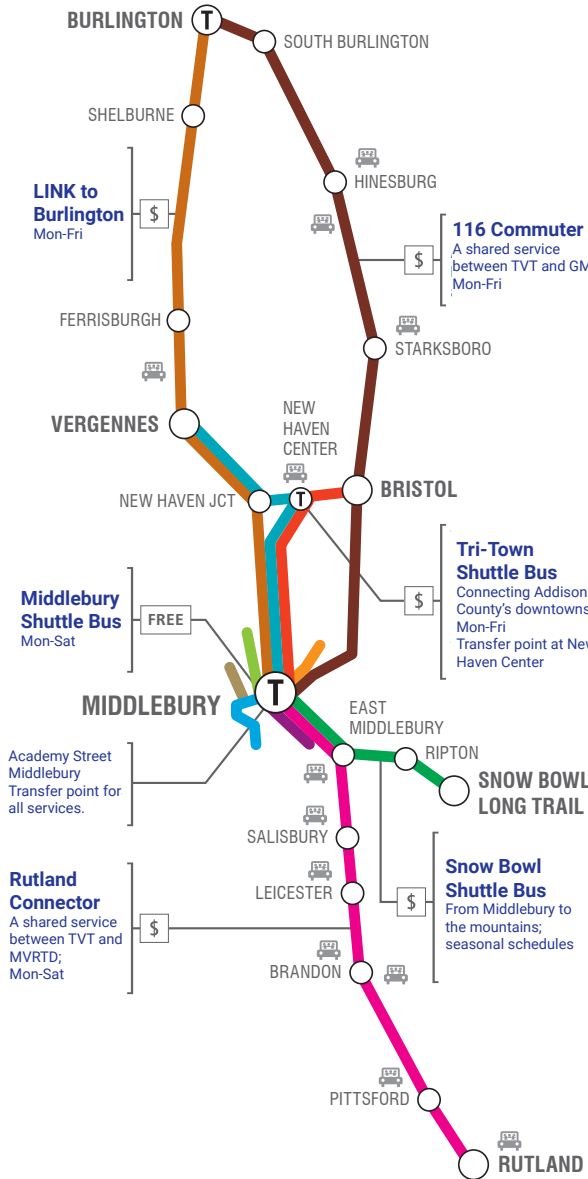 BURLINGTON
T
SOUTH BURLINGTON
SHELBURNE
HINESBURG
LINK to
Burlington
Mon-Fri
$
116 Commuter
A shared service
between TVT and GM
Mon-Fri
$
FERRISBURGH
STARKSBORO
VERGENNES
NEW
HAVEN
CENTER
T
NEW HAVEN JCT
BRISTOL
Tri-Town
Shuttle Bus
Connecting Addison
County's downtowns
Mon-Fri
Transfer point at New
Haven Center
$
Middlebury
Shuttle Bus
Mon-Sat
FREE
MIDDLEBURY
T
EAST
MIDDLEBURY
RIPTON
SNOW BOWL
LONG TRAIL
Academy Street
Middlebury
Transfer point for
all services.
SALISBURY
LEICESTER
Rutland
Connector
A shared service
between TVT and
MVRTD;
Mon-Sat
$
Snow Bowl
Shuttle Bus
From Middlebury to
the mountains;
seasonal schedules
$
BRANDON
PITTSFORD
RUTLAND